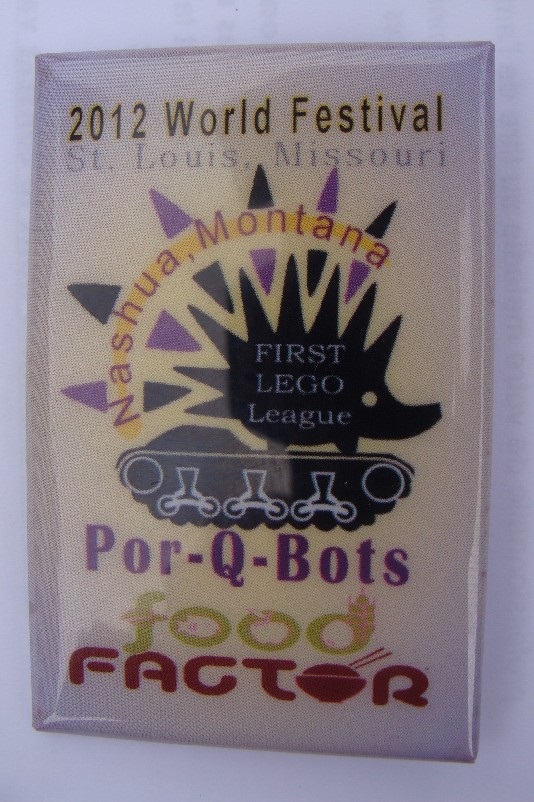 2012 World Festival
St. Louis, Missouri
Nashua, Montana
FIRST
LEGO
League
Por-Q-Bots
food
FACTOR